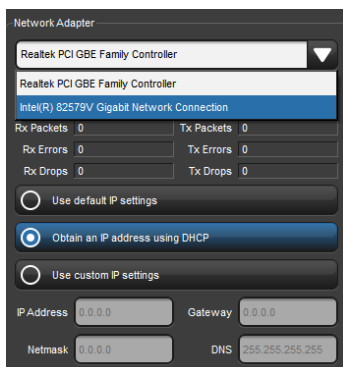 Network Adapter
Realtek PCI GBE Family Controller
Realtek PCI GBE Family Controller
Intel(R) 82579V Gigabit Network Connection
Rx Packets 0 Tx Packets 0
Rx Errors 0 Tx Errors 0
Rx Drops 0 Tx Drops 0
Use default IP settings
Obtain an IP address using DHCP
Use custom IP settings
IP Address 0.0.0.0 Gateway 0.0.0.0
Netmask 0.0.0.0 DNS 255.255.255.255